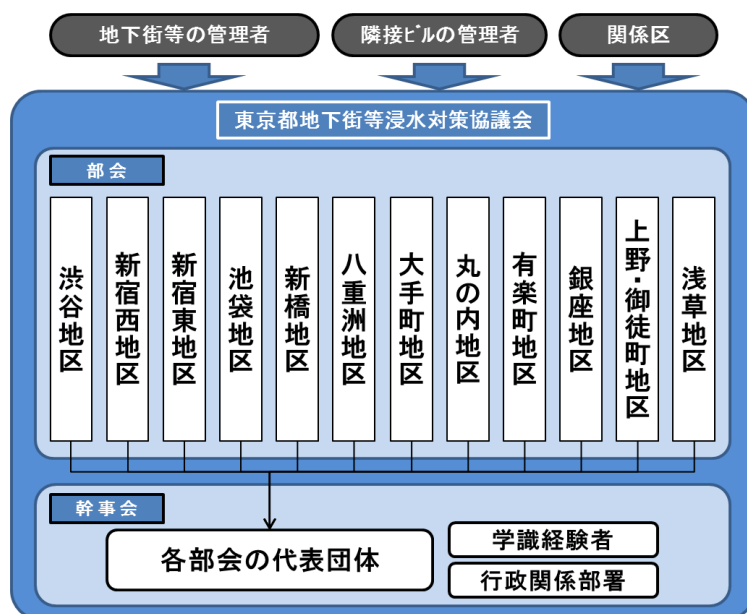 地下街等の管理者
隣接ﾋﾞﾙの管理者
関係区
東京都地下街等浸水対策協議会
部会
渋谷地区
新宿西地区
新宿東地区
池袋地区
新橋地区
八重洲地区
大手町地区
丸の内地区
有楽町地区
銀座地区
上野・御徒町地区
浅草地区
幹事会
各部会の代表団体
学識経験者
行政関係部署